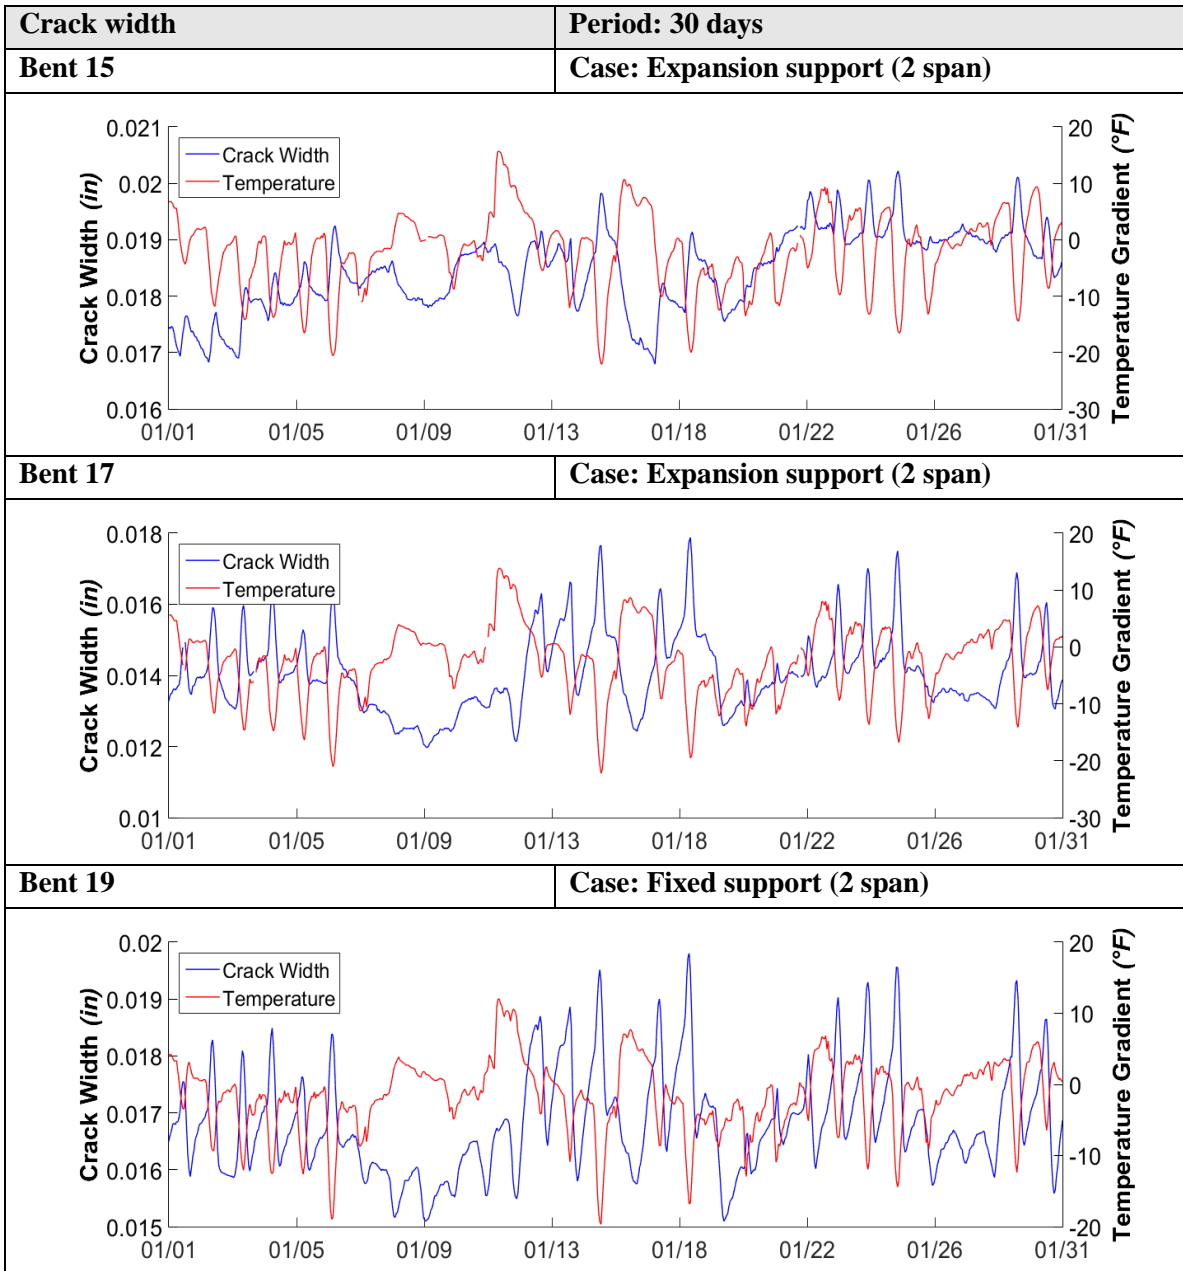 Crack width Period: 30 days
Bent 15 Case: Expansion support (2 span)
0.021
0.02
0.019
0.018
0.017
0.016
Crack Width (in)
Crack Width
Temperature
20
10
0
-10
-20
-30
Temperature Gradient (°F)
01/01 01/05 01/09 01/13 01/18 01/22 01/26 01/31
Bent 17 Case: Expansion support (2 span)
0.018
0.016
0.014
0.012
0.01
Crack Width (in)
Crack Width
Temperature
20
10
0
-10
-20
-30
Temperature Gradient (°F)
01/01 01/05 01/09 01/13 01/18 01/22 01/26 01/31
Bent 19 Case: Fixed support (2 span)
0.02
0.019
0.018
0.017
0.016
0.015
Crack Width (in)
Crack Width
Temperature
20
10
0
-10
-20
Temperature Gradient (°F)
01/01 01/05 01/09 01/13 01/18 01/22 01/26 01/31